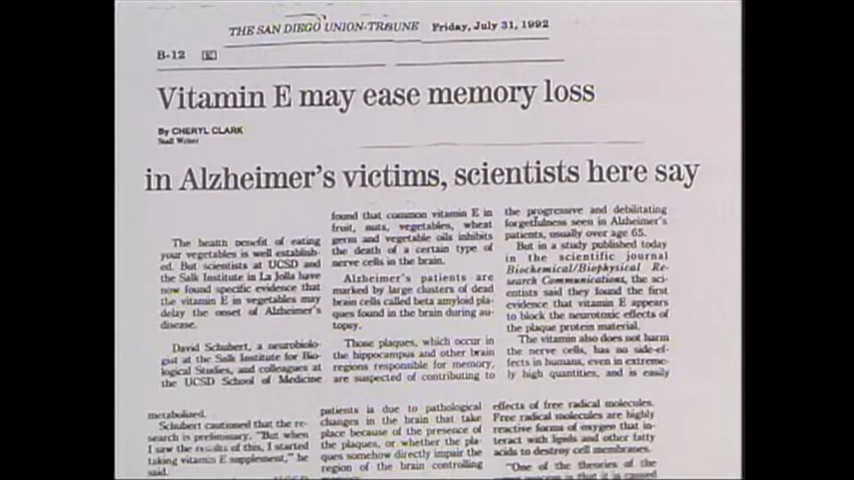 THE SAN DIEGO UNION-TRIBUNE Friday, July 31, 1992
B-12 E
Vitamin E may ease memory loss
By CHERYL CLARK
Staff Writer
in Alzheimer's victims, scientists here say
The health benefit of eating
your vegetables is well establish-
ed. But scientists at UCSD and
the Salk Institute in La Jolla have
now found specific evidence that
the vitamin E in vegetables may
delay the onset of Alzheimer's
disease.
David Schubert, a neurobiolo-
gist at the Salk Institute for Bio-
logical Studies, and colleagues at
the UCSD School of Medicine
found that common vitamin E in
fruit, nuts, vegetables, wheat
germ and vegetable oils inhibits
the death of a certain type of
nerve cells in the brain.
Alzheimer's patients are
marked by large clusters of dead
brain cells called beta amyloid pla-
ques found in the brain during au-
topsy.
Those plaques, which occur in
the hippocampus and other brain
regions responsible for memory,
are suspected of contributing to
the progressive and debilitating
forgetfulness seen in Alzheimer's
patients, usually over age 65.
But in a study published today
in the scientific journal
Biochemical/Biophysical Re-
search Communications, the sci-
entists said they found the first
evidence that vitamin E appears
to block the neurotoxic effects of
the plaque protein material.
The vitamin also does not harm
the nerve cells, has no side-ef-
fects in humans, even in extreme-
ly high quantities, and is easily
metabolized.
Schubert cautioned that the re-
search is preliminary. "But when
I saw the results of this, I started
taking vitamin E supplement," he
said.
patients is due to pathological
changes in the brain that take
place because of the presence of
the plaques, or whether the pla-
ques somehow directly impair the
region of the brain controlling
effects of free radical molecules.
Free radical molecules are highly
reactive forms of oxygen that in-
teract with lipids and other fatty
acids to destroy cell membranes.
"One of the theories of the